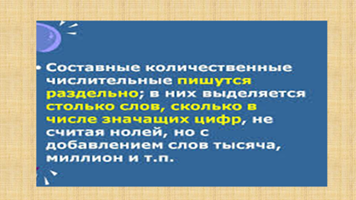 • Составные количественные
числительные пишутся
раздельно; в них выделяется
столько слов, сколько в
числе значащих цифр, не
считая нолей, но с
добавлением слов тысяча,
миллион и т.п.